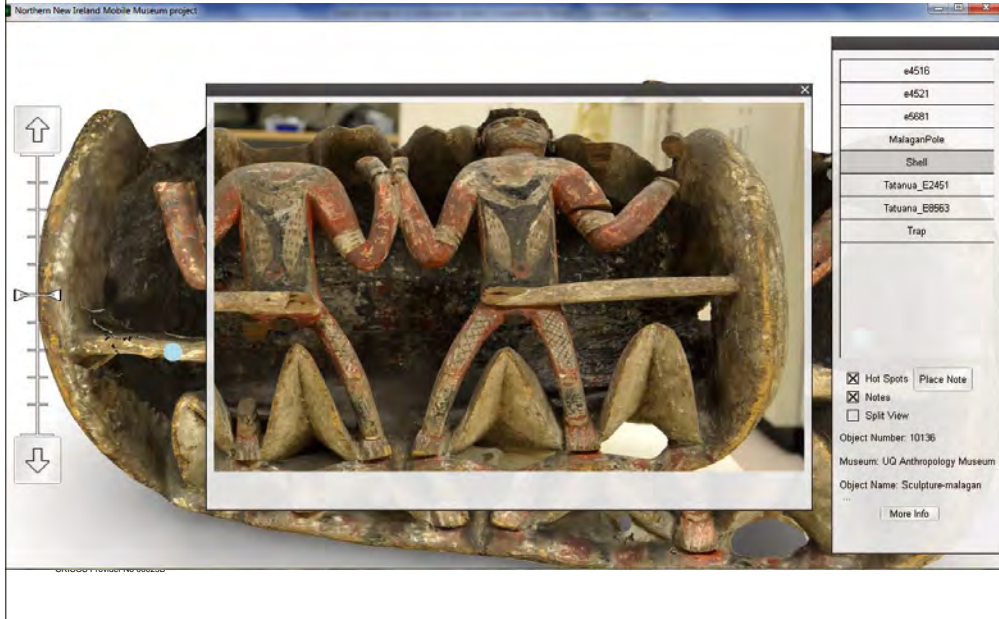 Northern New Ireland Mobile Museum project
e4516
e4521
e5681
MalaganPole
Shell
Tatanua_E2451
Tatuana_E8563
Trap
Hot Spots
Place Note
Notes
Split View
Object Number: 10136
Museum: UQ Anthropology Museum
Object Name: Sculpture-malagan
...
More Info